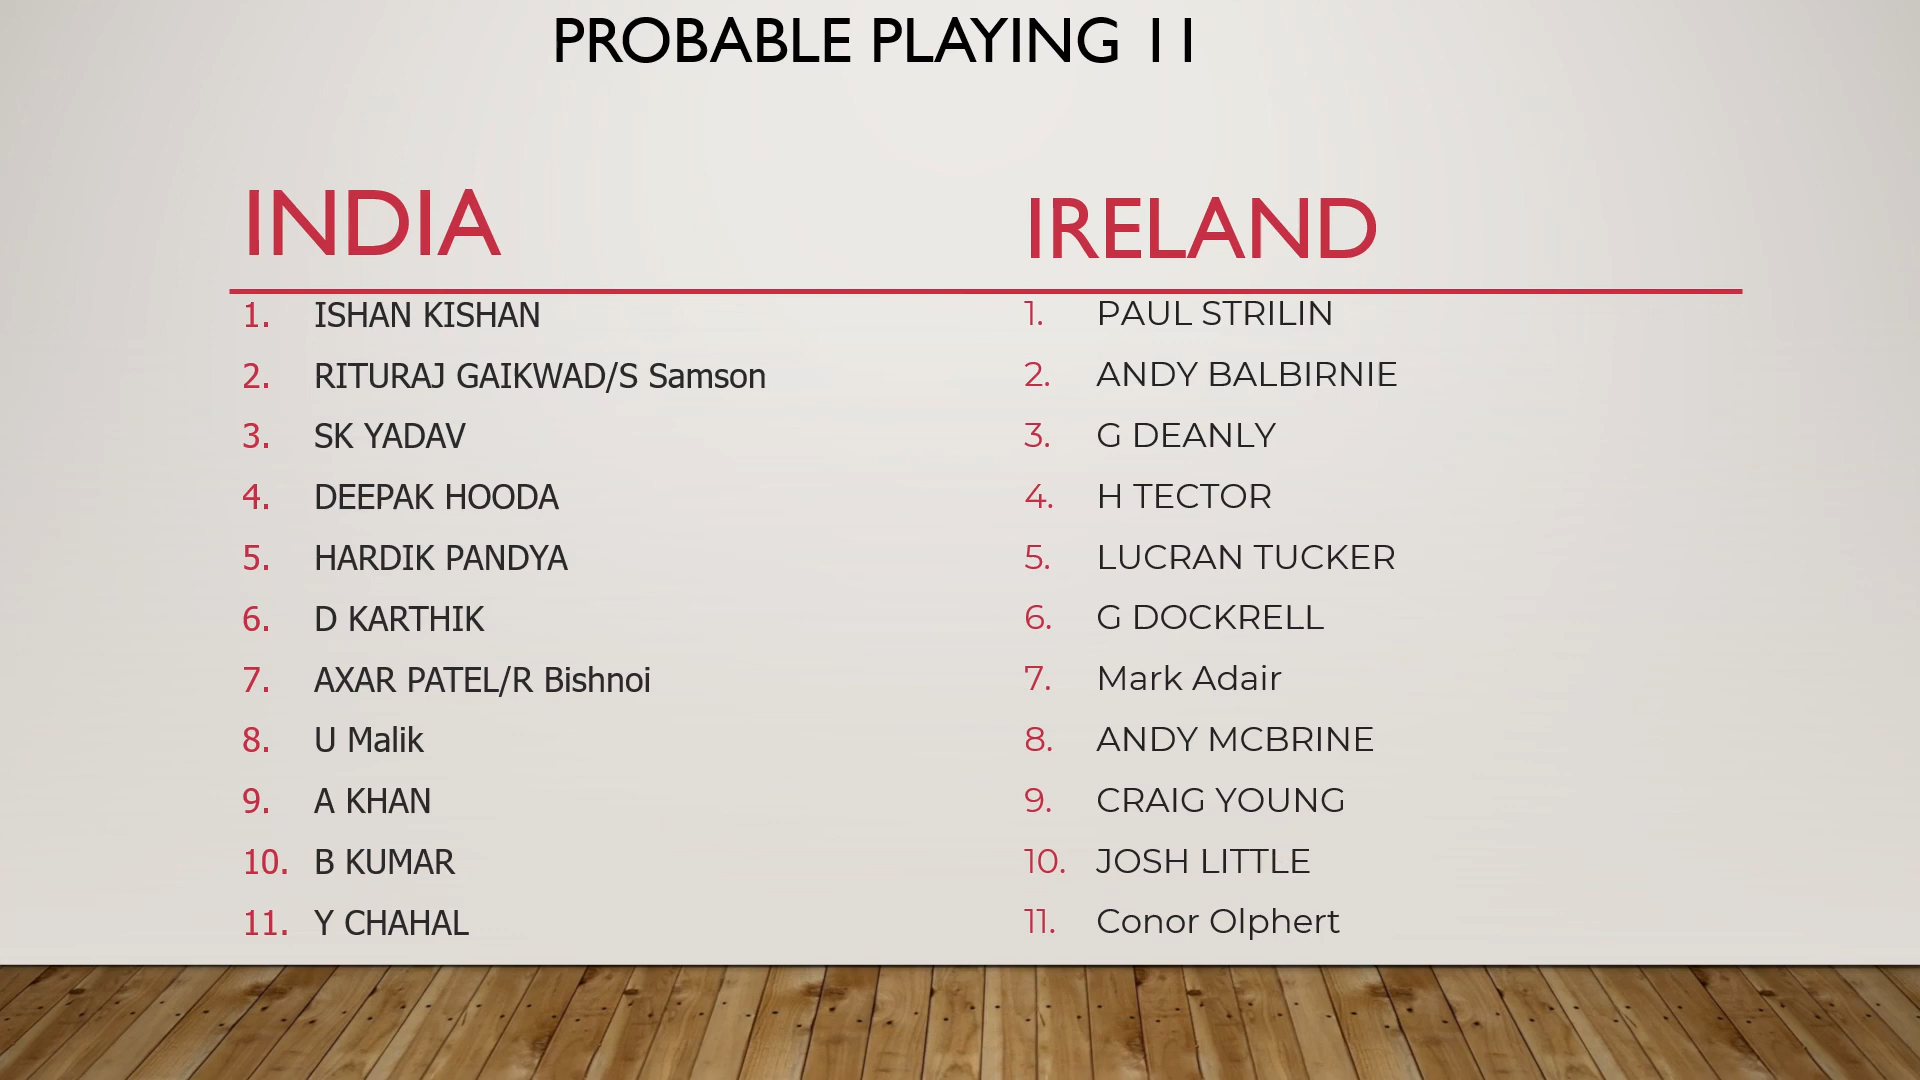 PROBABLE PLAYING 11
INDIA
1. ISHAN KISHAN
2. RITURAJ GAIKWAD/S Samson
3. SK YADAV
4. DEEPAK HOODA
5. HARDIK PANDYA
6. D KARTHIK
7. AXAR PATEL/R Bishnoi
8. U Malik
9. A KHAN
10. B KUMAR
11. Y CHAHAL
IRELAND
1. PAUL STRILIN
2. ANDY BALBIRNIE
3. G DEANLY
4. H TECTOR
5. LUCRAN TUCKER
6. G DOCKRELL
7. Mark Adair
8. ANDY MCBRINE
9. CRAIG YOUNG
10. JOSH LITTLE
11. Conor Olphert